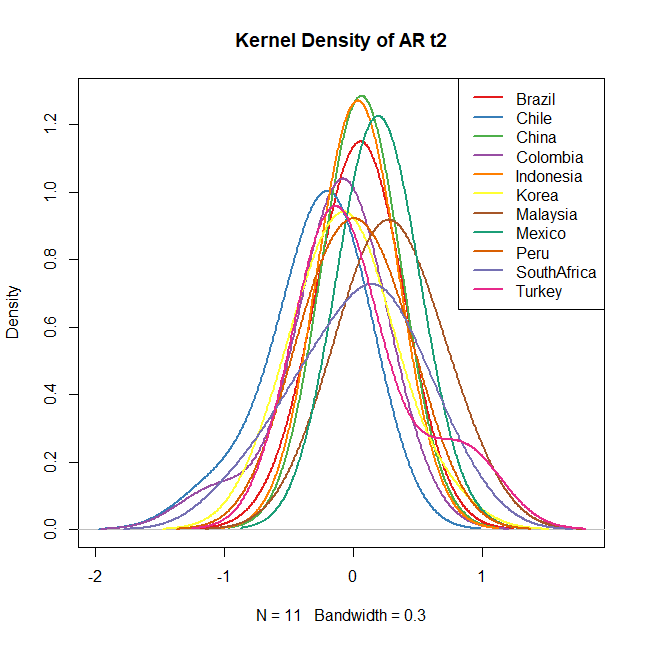 Kernel Density of AR t2
Brazil
Chile
China
Colombia
Indonesia
Korea
Malaysia
Mexico
Peru
SouthAfrica
Turkey
Density
1.2
1.0
0.8
0.6
0.4
0.2
0.0
-2 -1 0 1
N = 11 Bandwidth = 0.3